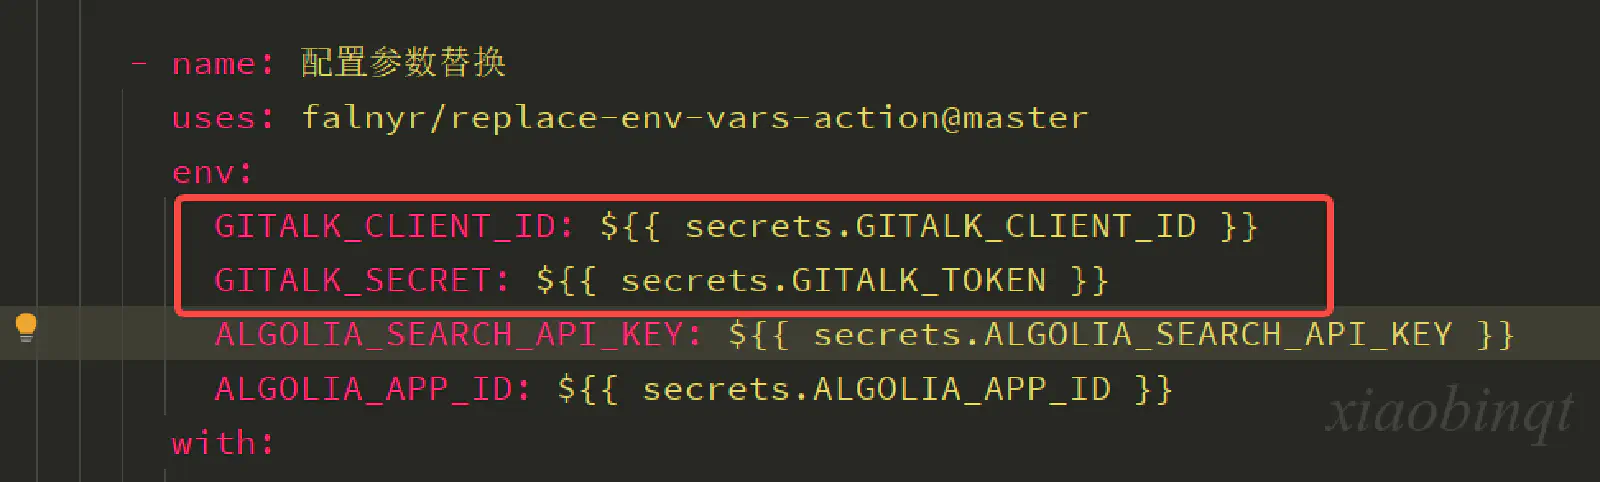 - name: 配置参数替换
uses: falnyr/replace-env-vars-action@master
env:
GITALK_CLIENT_ID: ${{ secrets.GITALK_CLIENT_ID }}
GITALK_SECRET: ${{ secrets.GITALK_TOKEN }}
ALGOLIA_SEARCH_API_KEY: ${{ secrets.ALGOLIA_SEARCH_API_KEY }}
ALGOLIA_APP_ID: ${{ secrets.ALGOLIA_APP_ID }}
xiaobinqt
with: